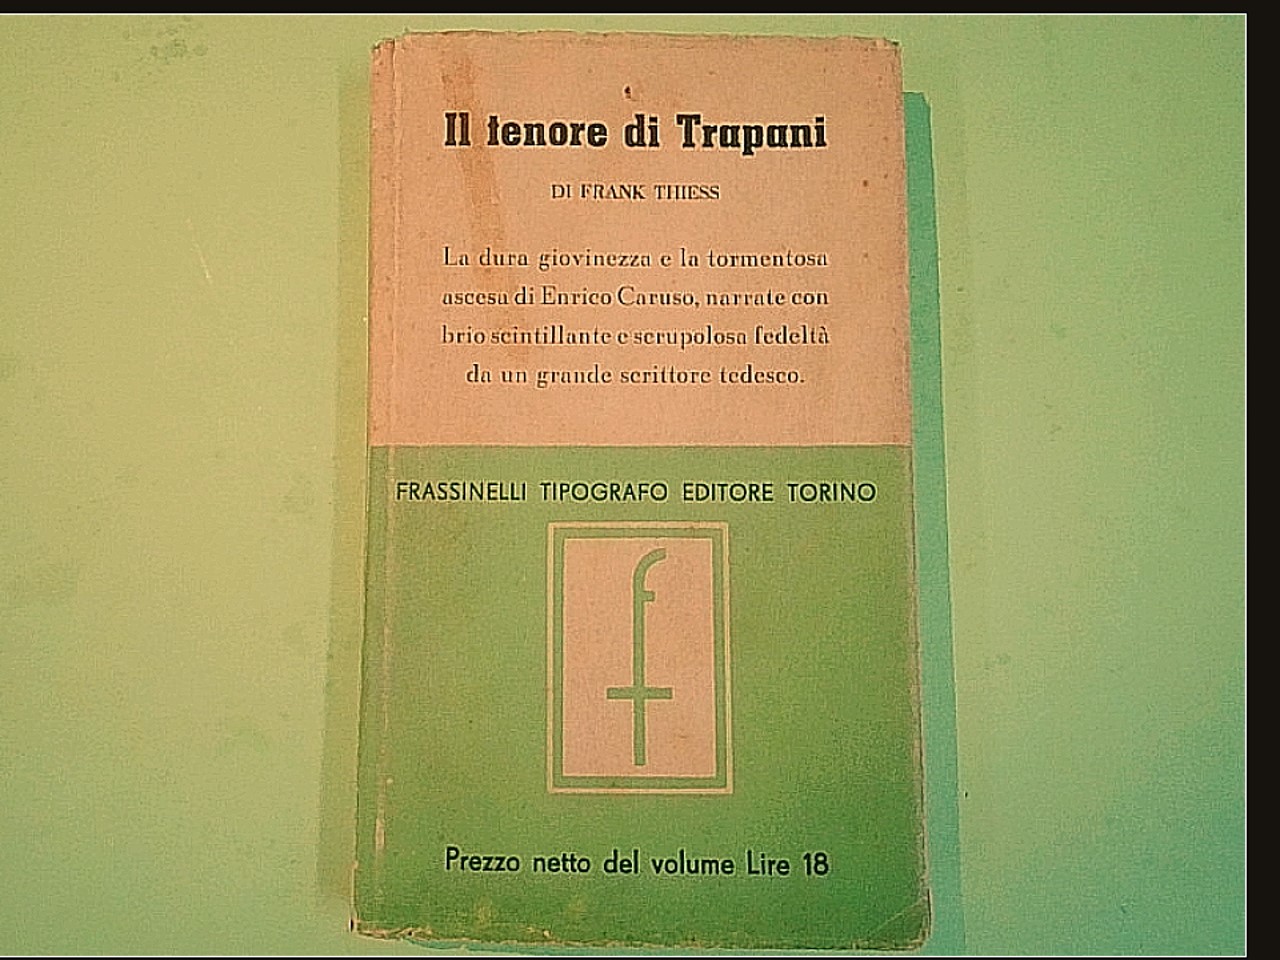 Il tenore di Trapani
DI FRANK THIESS
La dura giovinezza e la tormentosa
ascesa di Enrico Caruso, narrate con
brio scintillante e scrupolosa fedeltà
da un grande scrittore tedesco.
FRASSINELLI TIPOGRAFO EDITORE TORINO
f
Prezzo netto del volume Lire 18